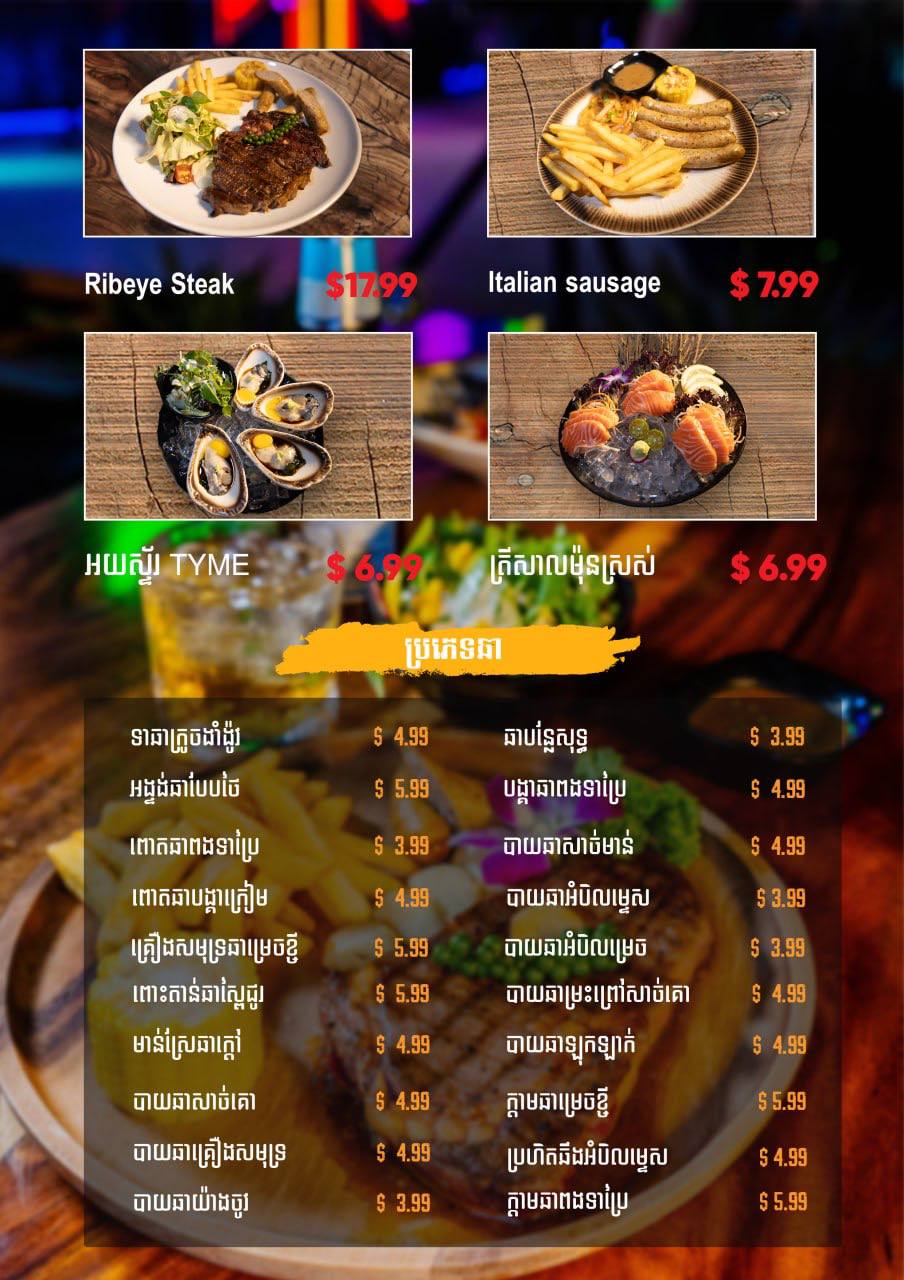 Ribeye Steak $17.99
Italian sausage $ 7.99
អយស្ទ័រ TYME $ 6.99
ត្រីសាលម៉ុនស្រស់ $ 6.99
ប្រភេទឆា
ទាឆាក្រូចដាំង៉ូវ $ 4.99
ឆាបន្លែសុទ្ធ $ 3.99
អង្ទង់ឆាបែបថៃ $ 5.99
បង្គាឆាពងទាប្រៃ $ 4.99
ពោតឆាពងទាប្រៃ $ 3.99
បាយឆាសាច់មាន់ $ 4.99
ពោតឆាបង្គាក្រៀម $ 4.99
បាយឆាអំបិលម្ទេស $ 3.99
គ្រឿងសមុទ្រឆាម្រេចខ្ជី $ 5.99
បាយឆាអំបិលម្រេច $ 3.99
ពោះតាន់ឆាស្ពៃជូរ $ 5.99
បាយឆាម្រះព្រៅសាច់គោ $ 4.99
មាន់ស្រែឆាក្តៅ $ 4.99
បាយឆាឡុកឡាក់ $ 4.99
បាយឆាសាច់គោ $ 4.99
ក្តាមឆាម្រេចខ្ជី $ 5.99
បាយឆាគ្រឿងសមុទ្រ $ 4.99
ប្រហិតឆឹងអំបិលម្ទេស $ 4.99
បាយឆាយ៉ាងចូវ $ 3.99
ក្តាមឆាពងទាប្រៃ $ 5.99